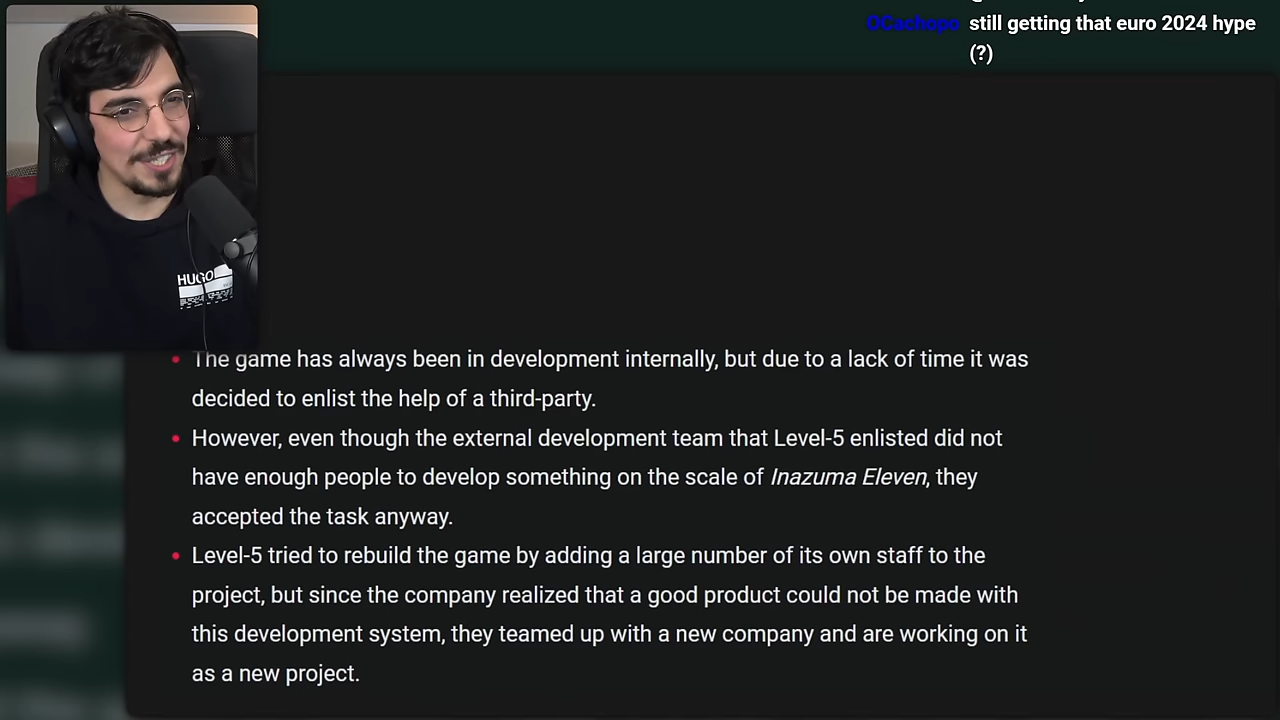 OCachopo still getting that euro 2024 hype
(?)
HUGO
The game has always been in development internally, but due to a lack of time it was
decided to enlist the help of a third-party.
However, even though the external development team that Level-5 enlisted did not
have enough people to develop something on the scale of Inazuma Eleven, they
accepted the task anyway.
Level-5 tried to rebuild the game by adding a large number of its own staff to the
project, but since the company realized that a good product could not be made with
this development system, they teamed up with a new company and are working on it
as a new project.